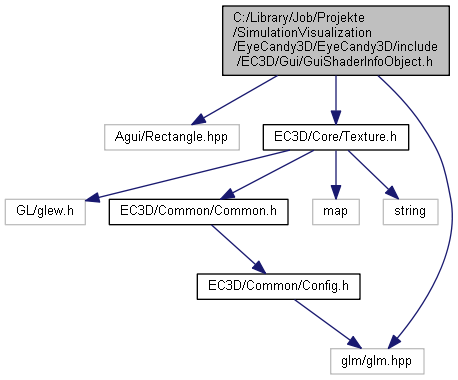 C:/Library/Job/Projekte
/SimulationVisualization
/EyeCandy3D/EyeCandy3D/include
/EC3D/Gui/GuiShaderInfoObject.h
Agui/Rectangle.hpp
EC3D/Core/Texture.h
GL/glew.h
EC3D/Common/Common.h
map
string
EC3D/Common/Config.h
glm/glm.hpp